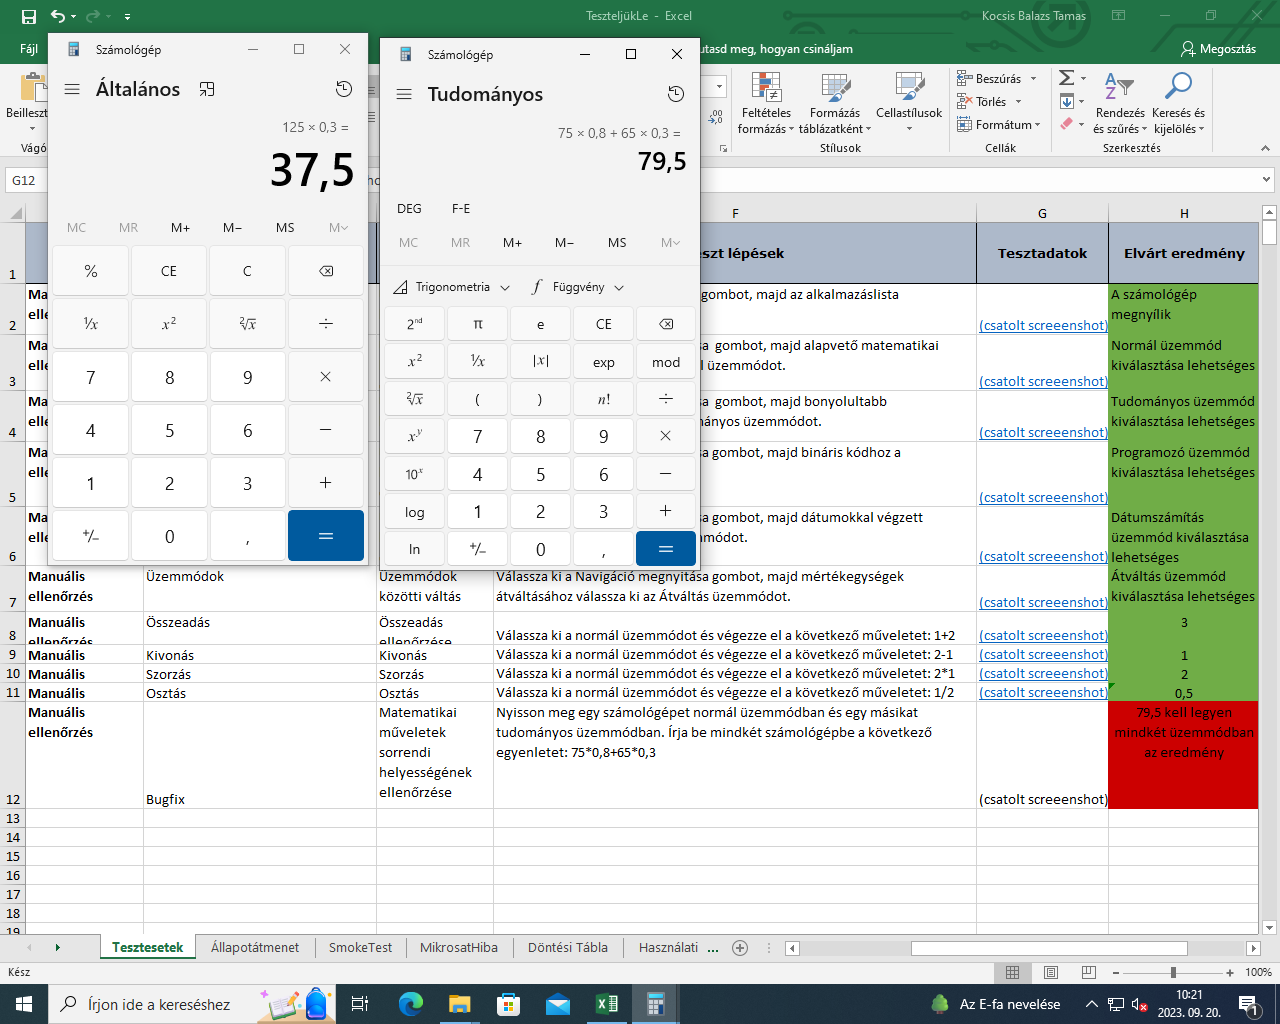 TeszteljükLe - Excel
Kocsis Balazs Tamas
Fájl
utasd meg, hogyan csináljam
Megosztás
Beilleszt
Vágó
Feltételes formázás
Formázás táblázatként
Cellastílusok
Stílusok
Beszúrás
Törlés
Formátum
Cellák
Rendezés és szűrés
Keresés és kijelölés
Szerkesztés
G12
Számológép
Általános
125 × 0,3 =
37,5
MC MR M+ M− MS M
% CE C
¹/x x² ²√x ÷
7 8 9 ×
4 5 6 −
1 2 3 +
+/− 0 , =
Számológép
Tudományos
75 × 0,8 + 65 × 0,3 =
79,5
DEG F-E
MC MR M+ M− MS M
Trigonometria Függvény
2nd π e CE
x² ¹/x |x| exp mod
²√x ( ) n! ÷
xʸ 7 8 9 ×
10ˣ 4 5 6 −
log 1 2 3 +
ln +/− 0 , =
F G H
1 szt lépések Tesztadatok Elvárt eredmény
2 Ma elle gombot, majd az alkalmazáslista (csatolt screeenshot) A számológép megnyílik
3 Ma elle sa gombot, majd alapvető matematikai l üzemmódot. (csatolt screeenshot) Normál üzemmód kiválasztása lehetséges
4 Ma elle sa gombot, majd bonyolultabb nyos üzemmódot. (csatolt screeenshot) Tudományos üzemmód kiválasztása lehetséges
5 Ma elle sa gombot, majd bináris kódhoz a (csatolt screeenshot) Programozó üzemmód kiválasztása lehetséges
6 Ma elle sa gombot, majd dátumokkal végzett módot. (csatolt screeenshot) Dátumszámítás üzemmód kiválasztása lehetséges
7 Manuális ellenőrzés Üzemmódok Üzemmódok közötti váltás Válassza ki a Navigáció megnyitása gombot, majd mértékegységek átváltásához válassza ki az Átváltás üzemmódot. (csatolt screeenshot) Átváltás üzemmód kiválasztása lehetséges
8 Manuális ellenőrzés Összeadás Összeadás ellenőrzése Válassza ki a normál üzemmódot és végezze el a következő műveletet: 1+2 (csatolt screeenshot) 3
9 Manuális Kivonás Kivonás Válassza ki a normál üzemmódot és végezze el a következő műveletet: 2-1 (csatolt screeenshot) 1
10 Manuális Szorzás Szorzás Válassza ki a normál üzemmódot és végezze el a következő műveletet: 2*1 (csatolt screeenshot) 2
11 Manuális Osztás Osztás Válassza ki a normál üzemmódot és végezze el a következő műveletet: 1/2 (csatolt screeenshot) 0,5
12 Manuális ellenőrzés Bugfix Matematikai műveletek sorrendi helyességének ellenőrzése Nyisson meg egy számológépet normál üzemmódban és egy másikat tudományos üzemmódban. Írja be mindkét számológépbe a következő egyenletet: 75*0,8+65*0,3 (csatolt screeenshot) 79,5 kell legyen mindkét üzemmódban az eredmény
13
14
15
16
17
18
19
Tesztesetek Állapotátmenet SmokeTest MikrosatHiba Döntési Tábla Használati ...
Kész
100%
Írjon ide a kereséshez
Az E-fa nevelése
10:21
2023. 09. 20.
1